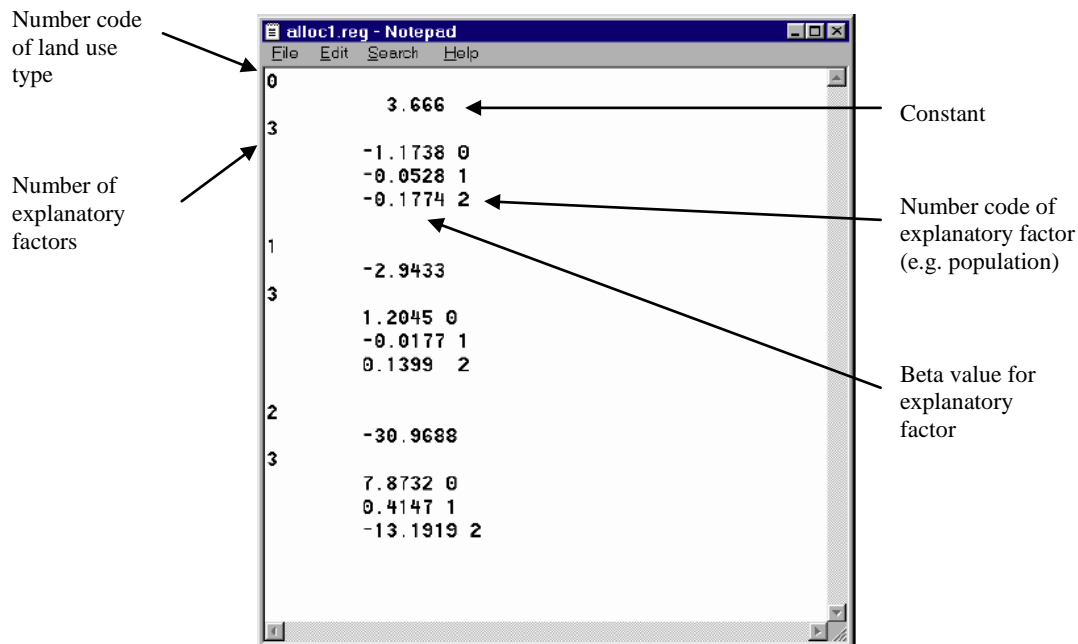 Number code
of land use
type
alloc1.reg - Notepad
File Edit Search Help
0
3.666
3
-1.1738 0
-0.0528 1
-0.1774 2
1
-2.9433
3
1.2045 0
-0.0177 1
0.1399 2
2
-30.9688
3
7.8732 0
0.4147 1
-13.1919 2
Number of
explanatory
factors
Constant
Number code of
explanatory factor
(e.g. population)
Beta value for
explanatory
factor